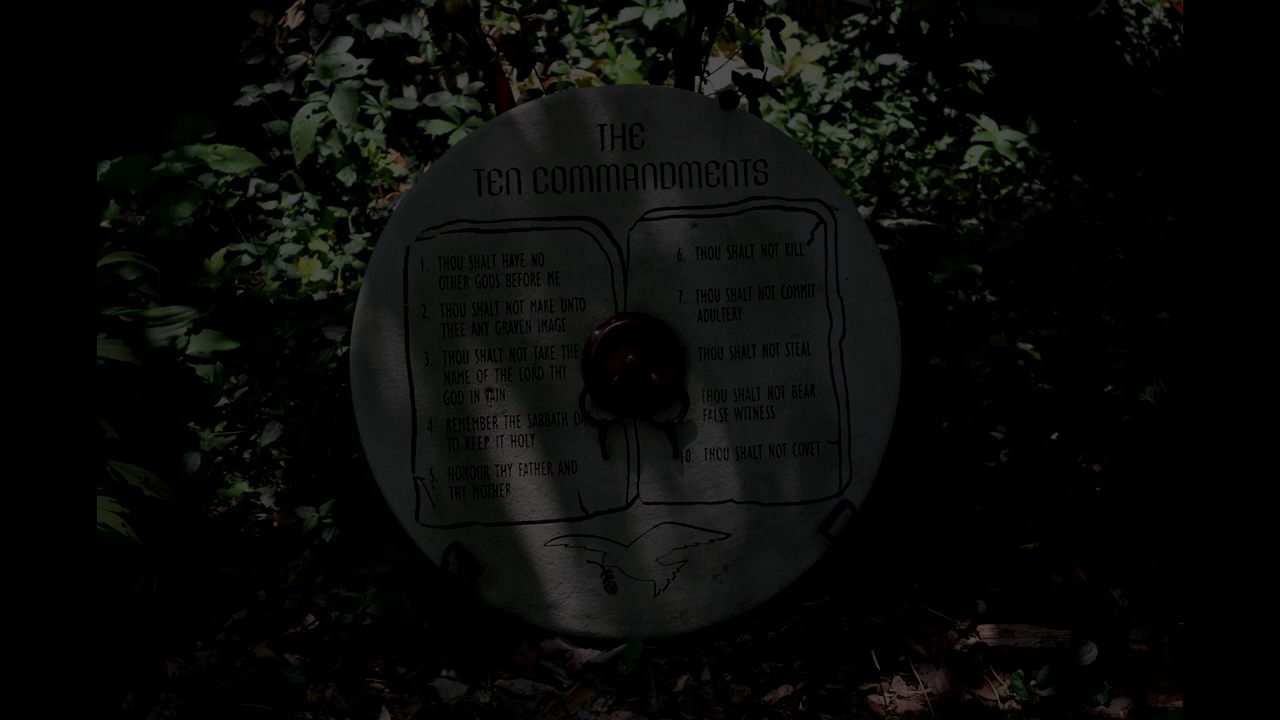 THE
TEN COMMANDMENTS
1. THOU SHALT HAVE NO
OTHER GODS BEFORE ME
2. THOU SHALT NOT MAKE UNTO
THEE ANY GRAVEN IMAGE
3. THOU SHALT NOT TAKE THE
NAME OF THE LORD THY
GOD IN VAIN
4. REMEMBER THE SABBATH DA
TO KEEP IT HOLY
5. HONOUR THY FATHER AND
THY MOTHER
6. THOU SHALT NOT KILL
7. THOU SHALT NOT COMMIT
ADULTERY
THOU SHALT NOT STEAL
THOU SHALT NOT BEAR
FALSE WITNESS
10. THOU SHALT NOT COVET